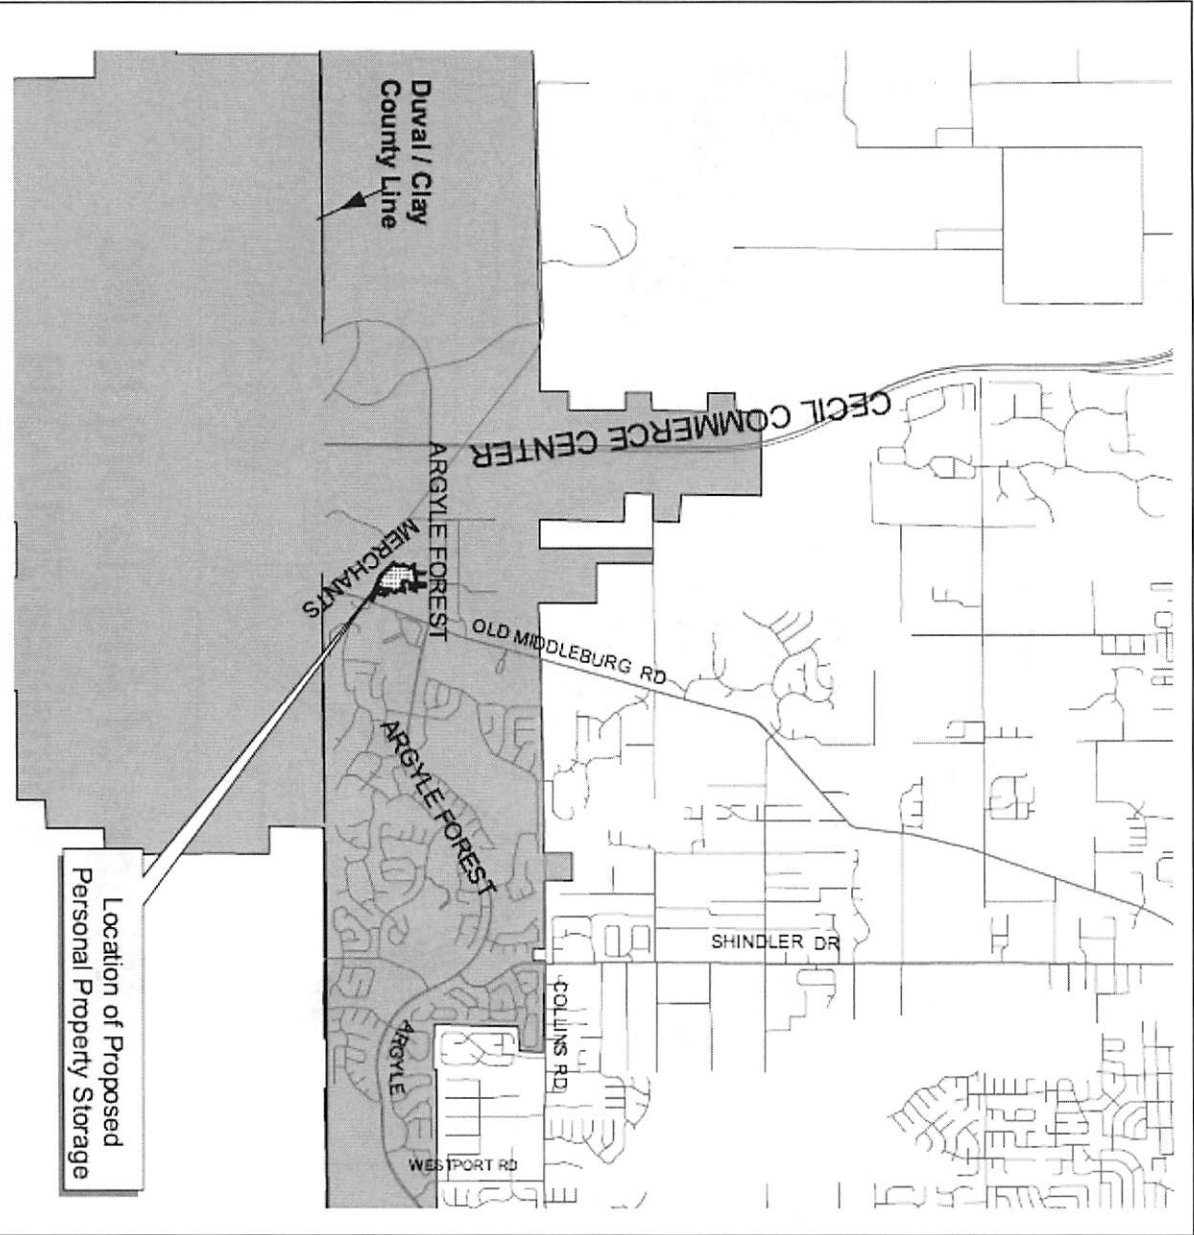 Duval / Clay
County Line
CECIL COMMERCE CENTER
ARGYLE FOREST
MERCHANTS
OLD MIDDLEBURG RD
ARGYLE FOREST
SHINDLER DR
COLLINS RD
ARGYLE
WESTPORT RD
Location of Proposed
Personal Property Storage